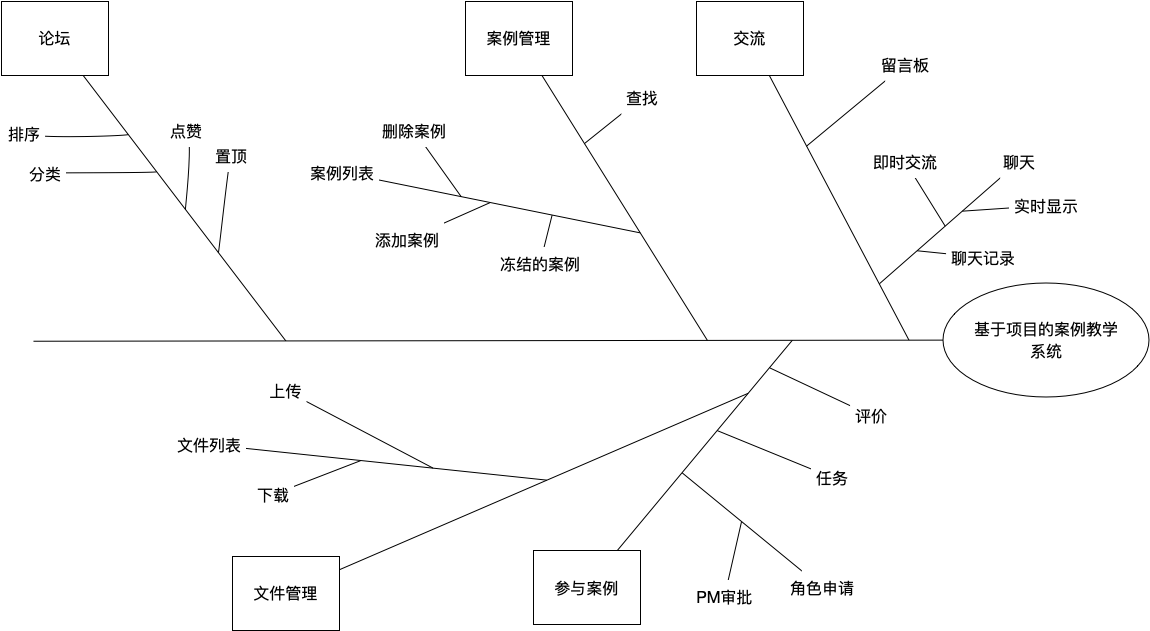 论坛
案例管理
交流
留言板
查找
排序
点赞
删除案例
置顶
分类
案例列表
即时交流
聊天
实时显示
添加案例
冻结的案例
聊天记录
基于项目的案例教学
系统
上传
评价
文件列表
任务
下载
文件管理
参与案例
PM审批
角色申请